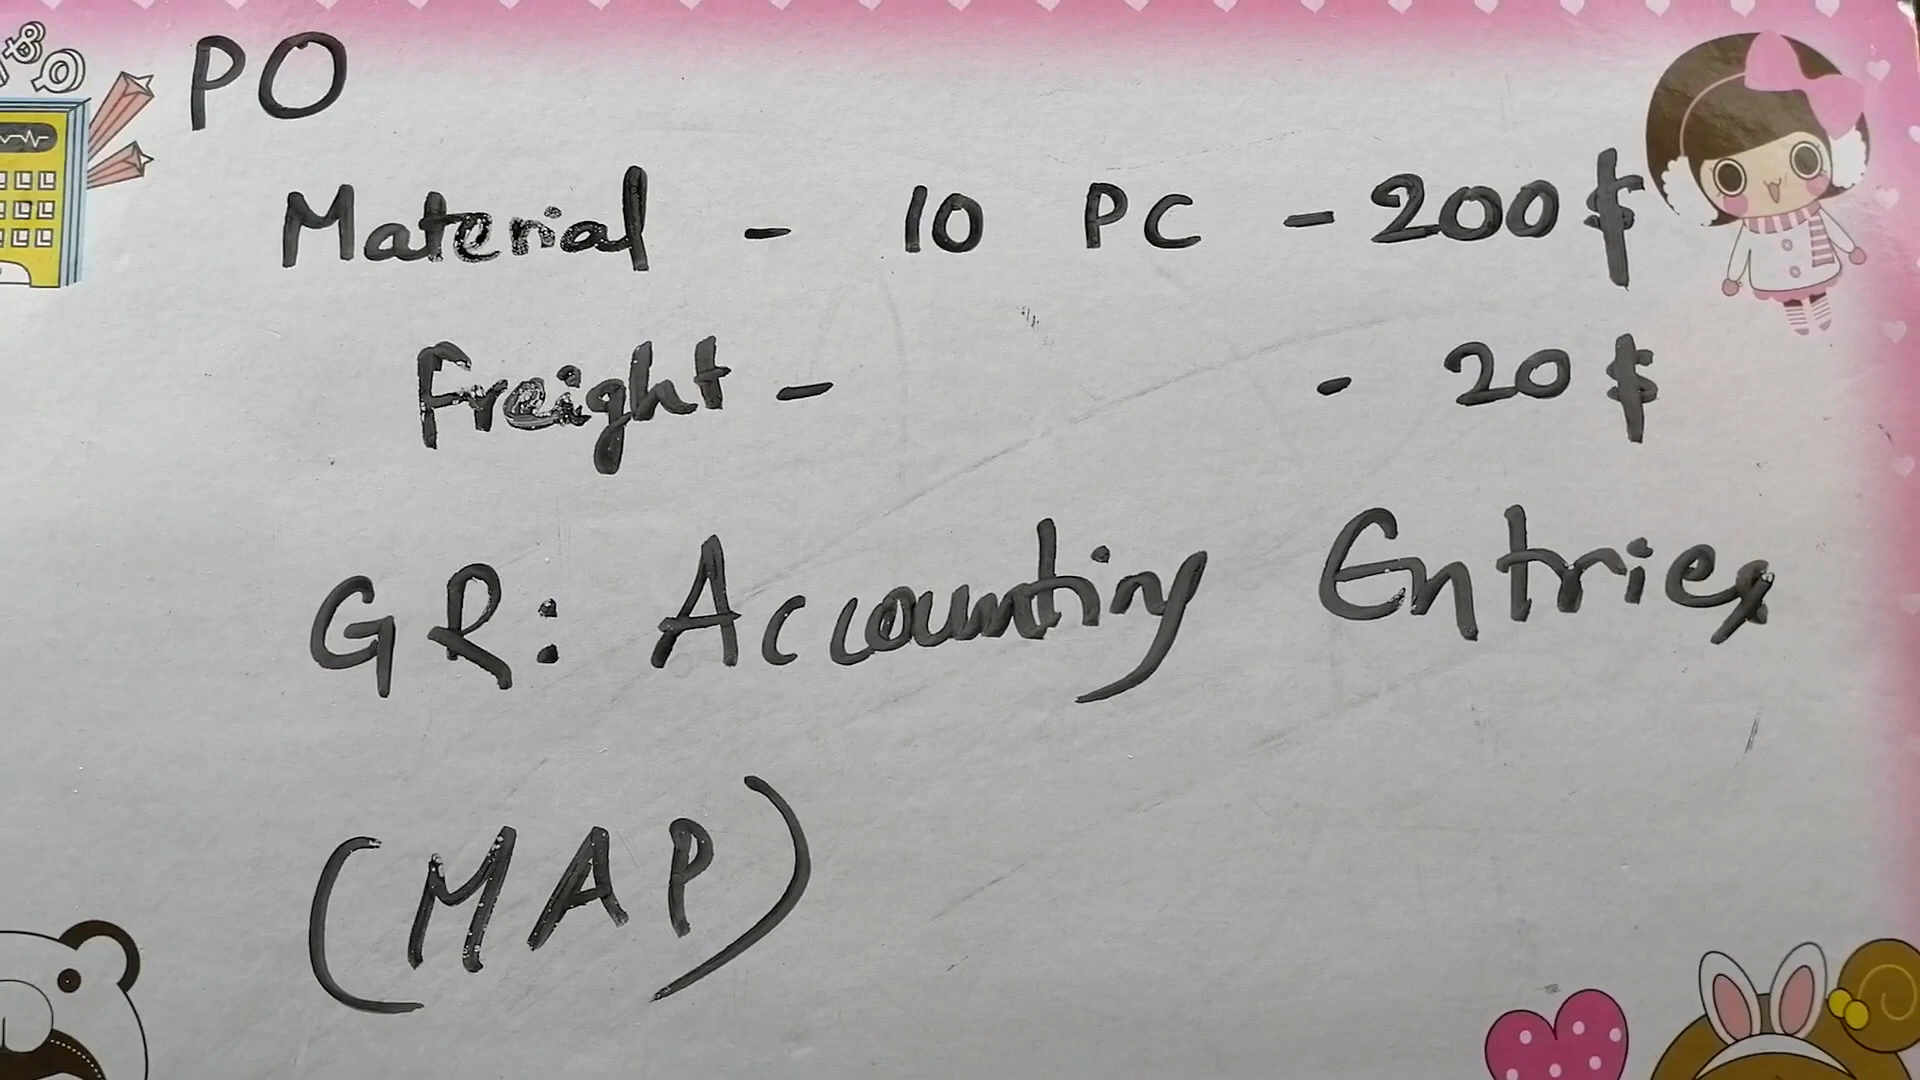 PO
Material - 10 PC - 200 $
Freight - - 20 $
GR: Accounting Entries
(MAP)